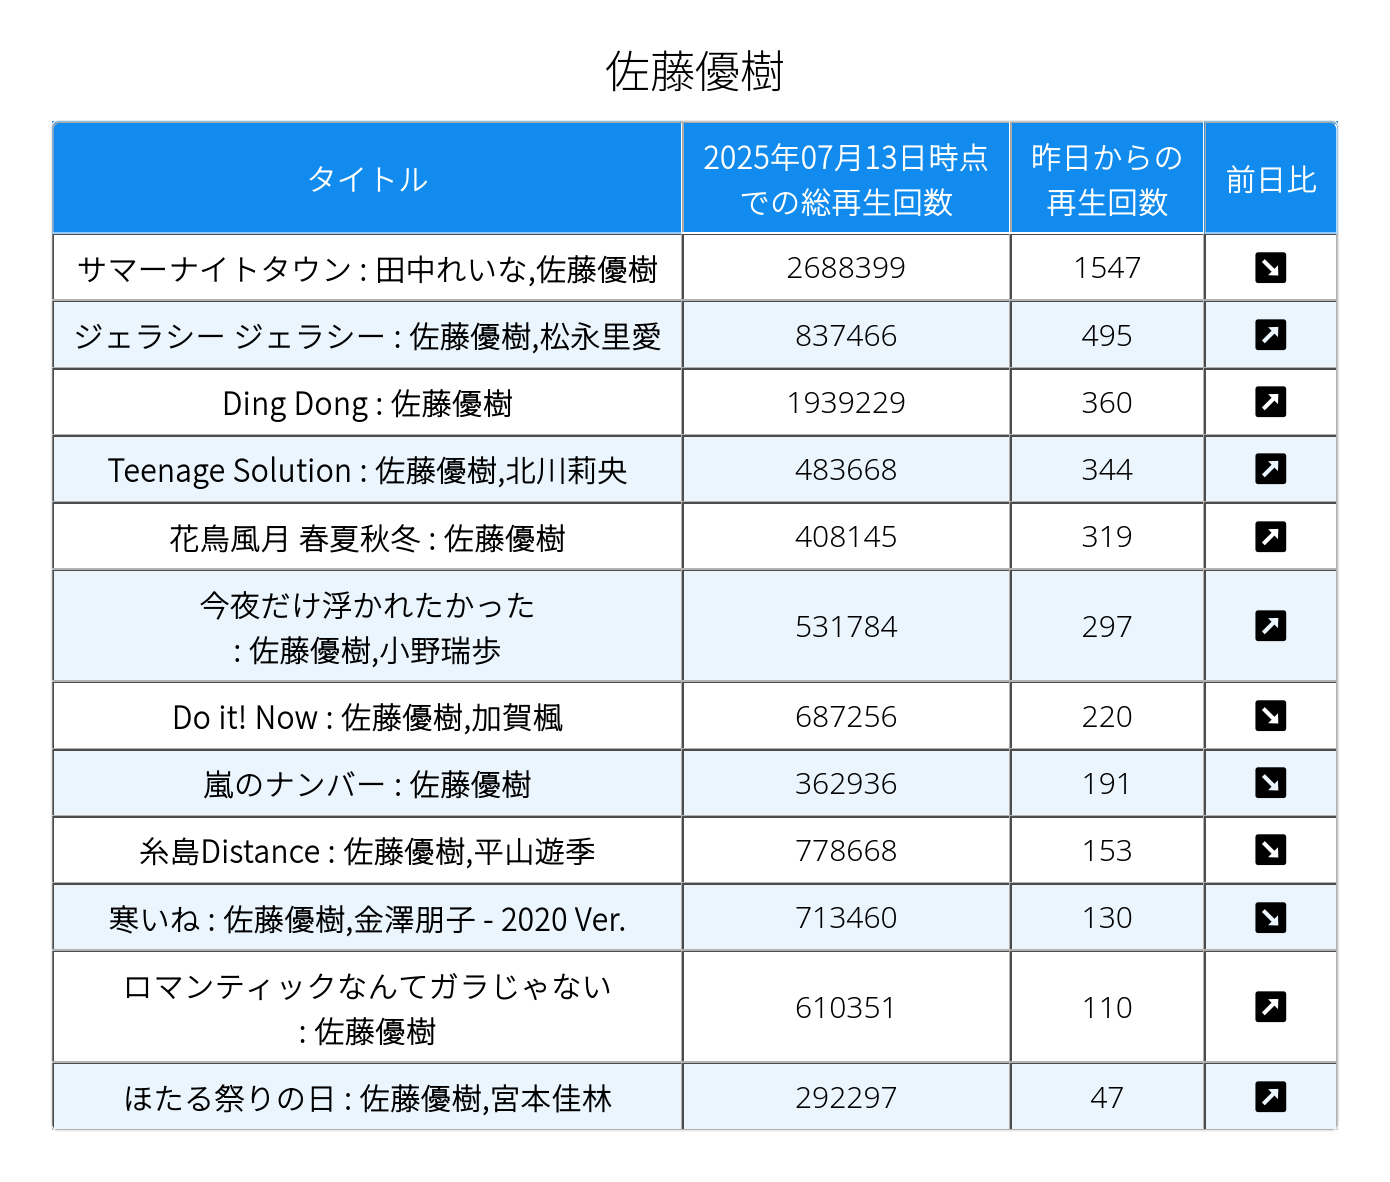 佐藤優樹
タイトル
2025年07月13日時点
での総再生回数
昨日からの
再生回数
前日比
サマーナイトタウン : 田中れいな,佐藤優樹 2688399 1547
ジェラシー ジェラシー : 佐藤優樹,松永里愛 837466 495
Ding Dong : 佐藤優樹 1939229 360
Teenage Solution : 佐藤優樹,北川莉央 483668 344
花鳥風月 春夏秋冬 : 佐藤優樹 408145 319
今夜だけ浮かれたかった
: 佐藤優樹,小野瑞歩 531784 297
Do it! Now : 佐藤優樹,加賀楓 687256 220
嵐のナンバー : 佐藤優樹 362936 191
糸島Distance : 佐藤優樹,平山遊季 778668 153
寒いね : 佐藤優樹,金澤朋子 - 2020 Ver. 713460 130
ロマンティックなんてガラじゃない
: 佐藤優樹 610351 110
ほたる祭りの日 : 佐藤優樹,宮本佳林 292297 47